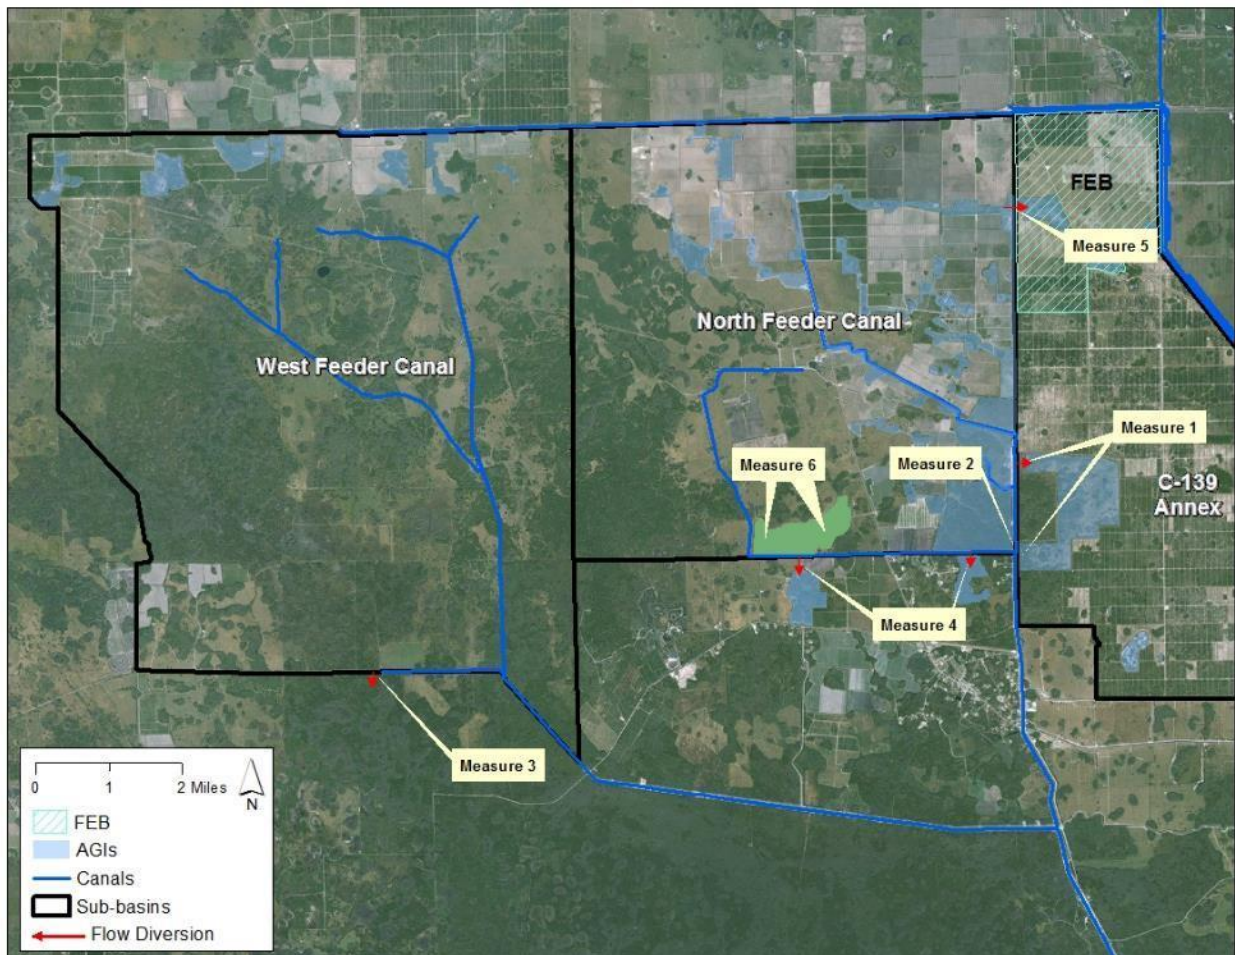 FEB
Measure 5
North Feeder Canal
West Feeder Canal
Measure 1
Measure 6
Measure 2
C-139
Annex
Measure 4
Measure 3
0 1 2 Miles
N
FEB
AGIs
Canals
Sub-basins
Flow Diversion